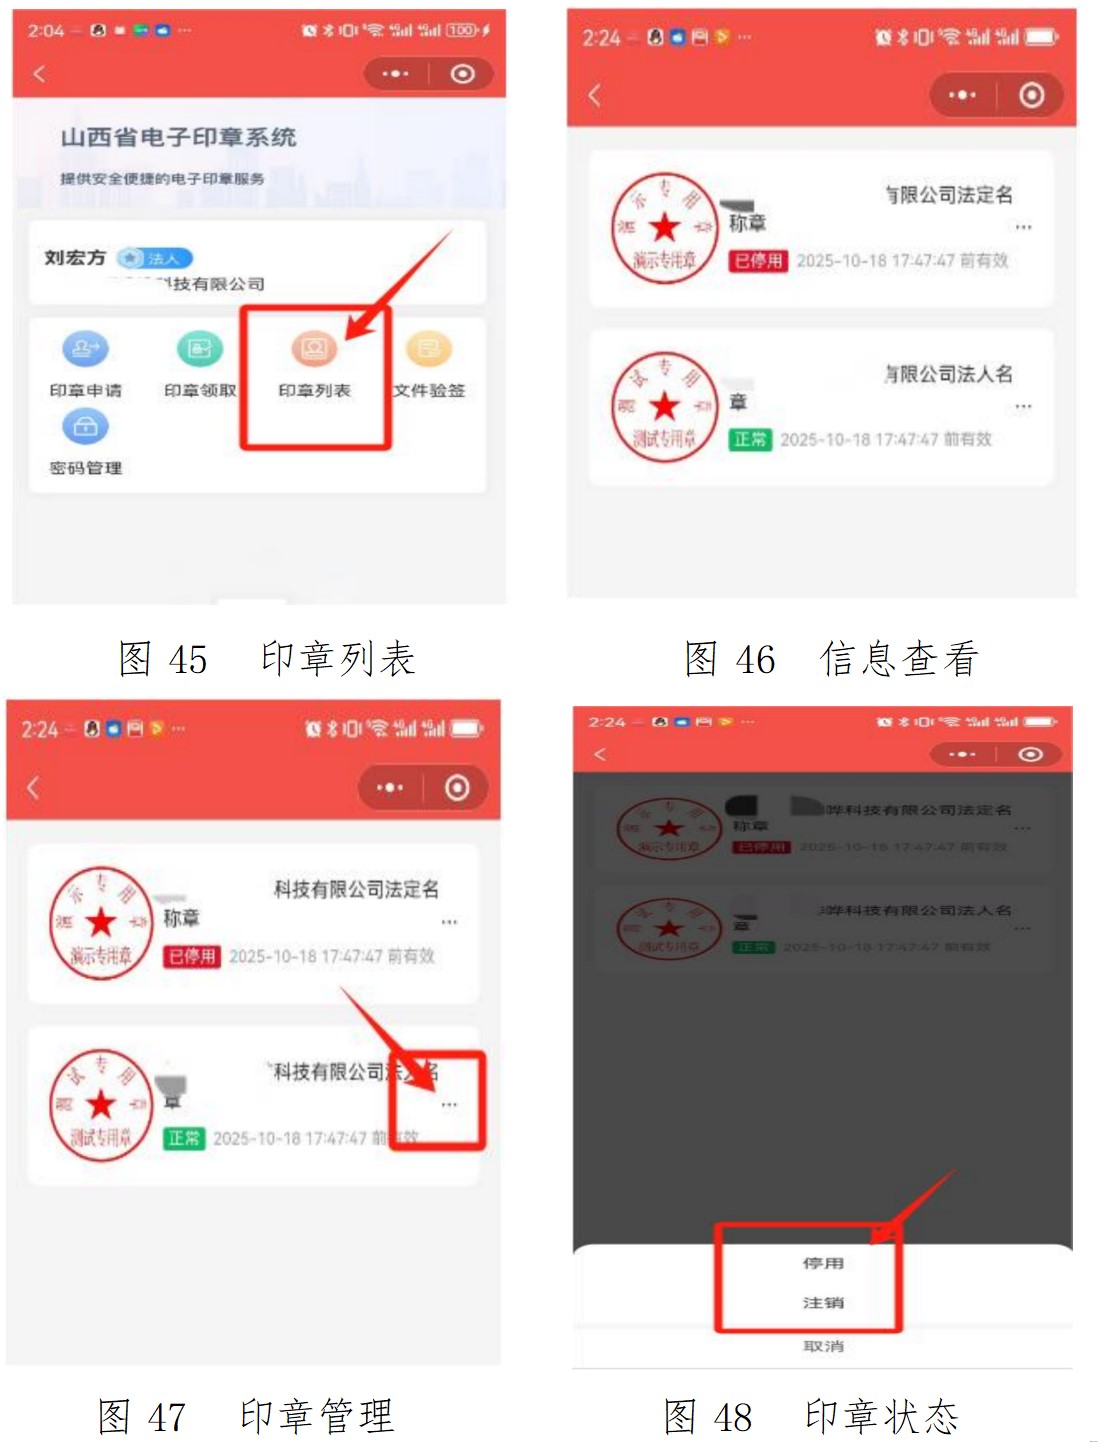 2:04
100
山西省电子印章系统
提供安全便捷的电子印章服务
刘宏方 法人
科技有限公司
印章申请 印章领取 印章列表 文件验签
密码管理
图 45 印章列表
2:24
有限公司法定名
称章
已停用 2025-10-18 17:47:47 前有效
演示专用章
有限公司法人名
章
正常 2025-10-18 17:47:47 前有效
测试专用章
图 46 信息查看
2:24
科技有限公司法定名
称章
已停用 2025-10-18 17:47:47 前有效
演示专用章
科技有限公司法人名
章
正常 2025-10-18 17:47:47 前有效
测试专用章
图 47 印章管理
2:24
晔科技有限公司法定名
称章
已停用 2025-10-18 17:47:47 前有效
演示专用章
晔科技有限公司法人名
章
正常 2025-10-18 17:47:47 前有效
测试专用章
停用
注销
取消
图 48 印章状态